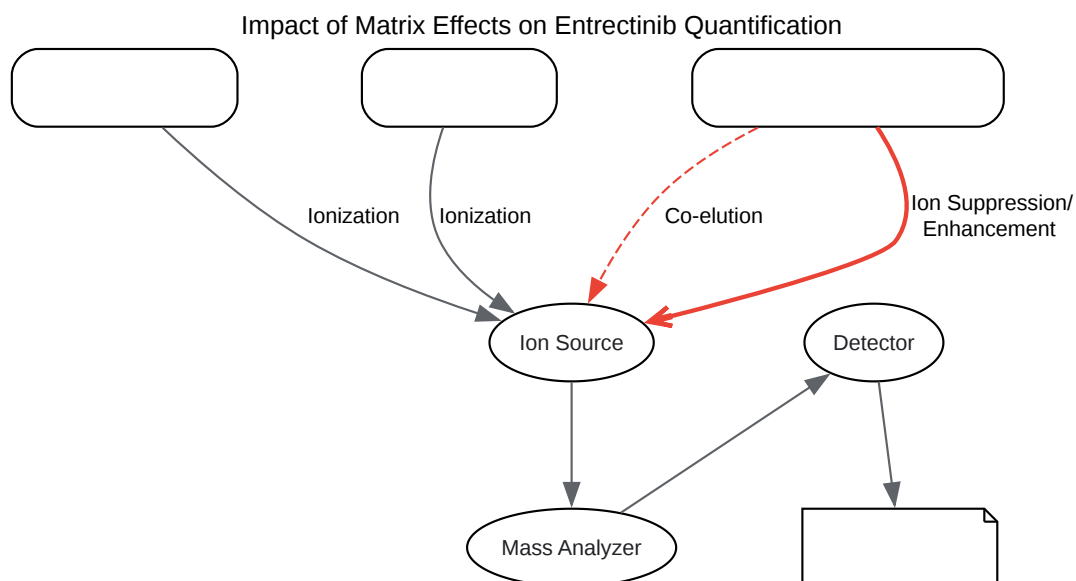 Impact of Matrix Effects on Entrectinib Quantification
Ionization
Ionization
Co-elution
Ion Suppression/
Enhancement
Ion Source
Detector
Mass Analyzer